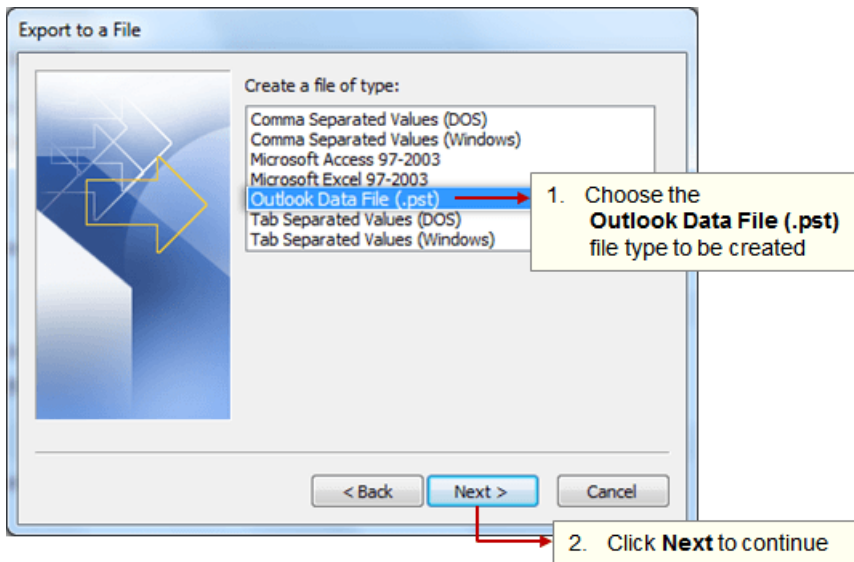 Export to a File
Create a file of type:
Comma Separated Values (DOS)
Comma Separated Values (Windows)
Microsoft Access 97-2003
Microsoft Excel 97-2003
Outlook Data File (.pst)
Tab Separated Values (DOS)
Tab Separated Values (Windows)
1. Choose the
Outlook Data File (.pst)
file type to be created
< Back
Next >
Cancel
2. Click Next to continue